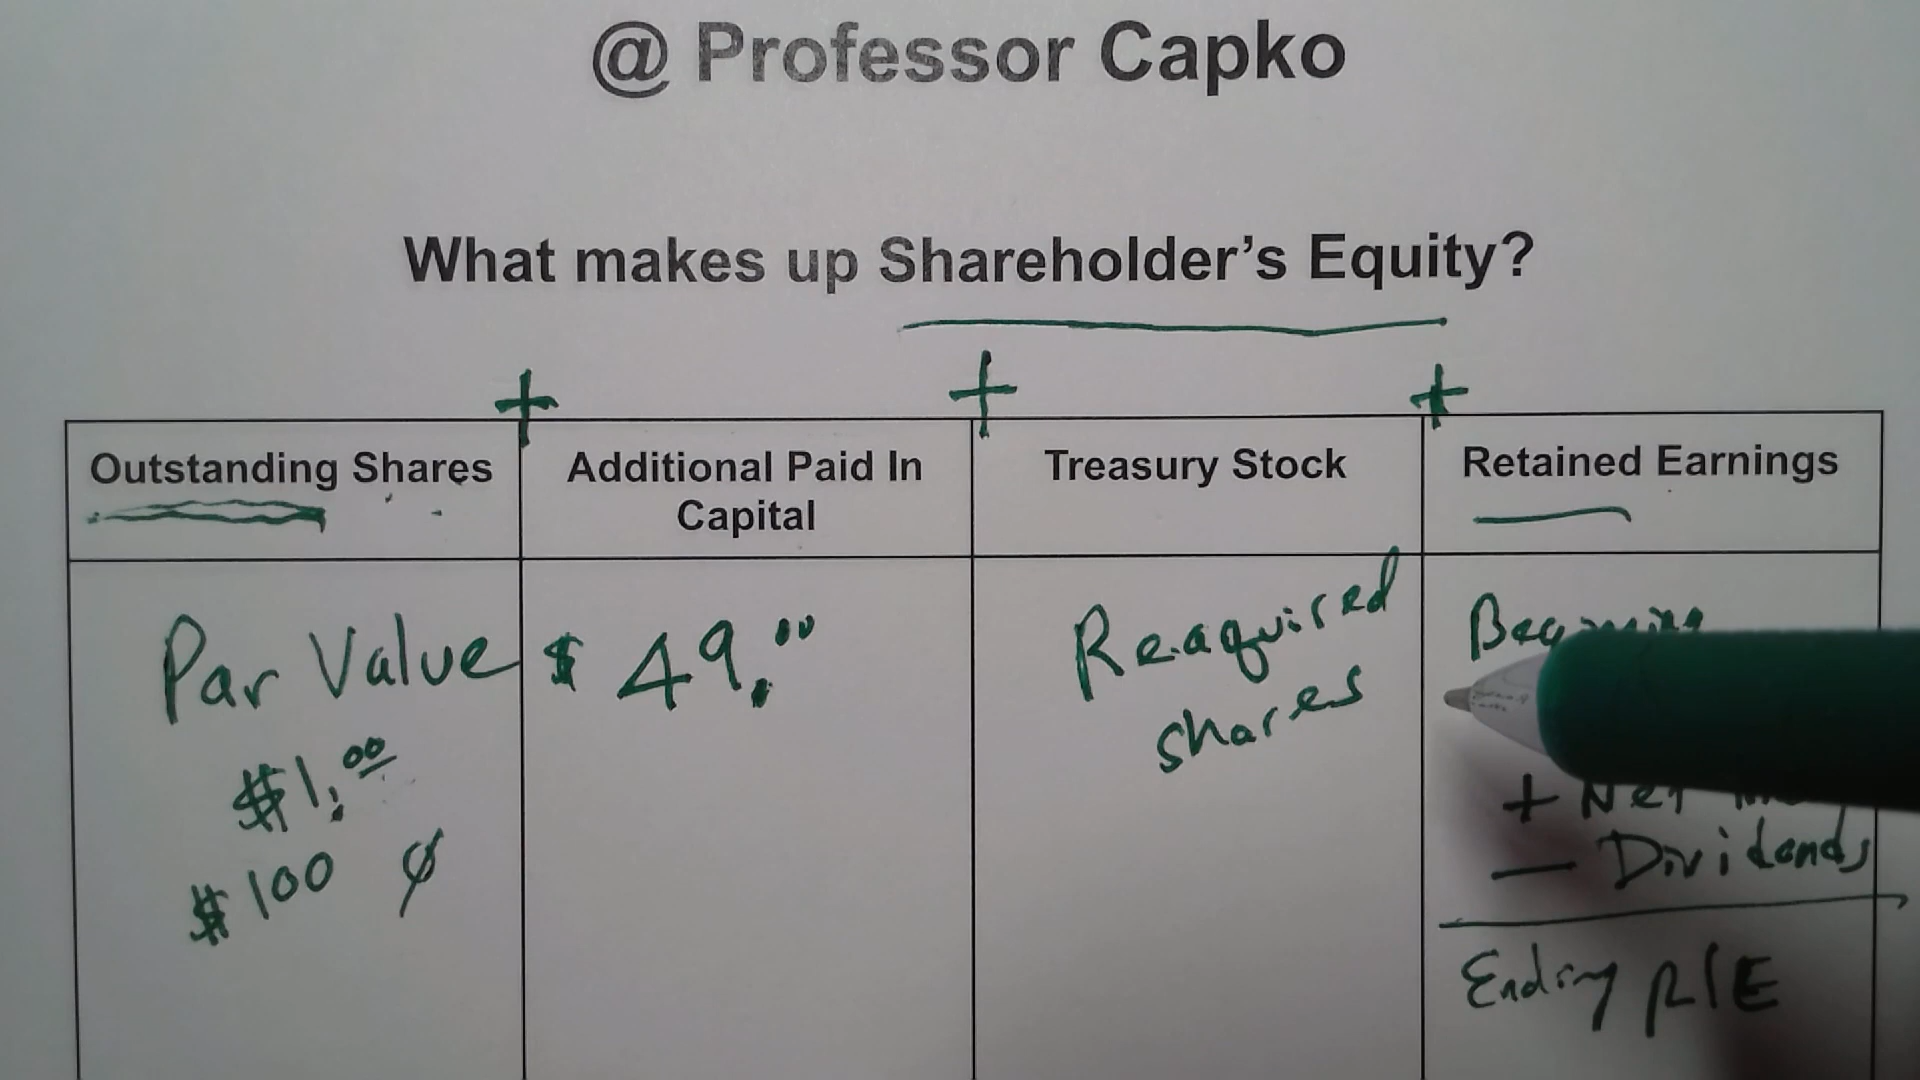 @ Professor Capko
What makes up Shareholder’s Equity?
+ + +
Outstanding Shares
Additional Paid In
Capital
Treasury Stock
Retained Earnings
Par Value
$1.00
$100
$ 49.00
Reaquired
shares
+ Net
- Dividends
Ending R/E